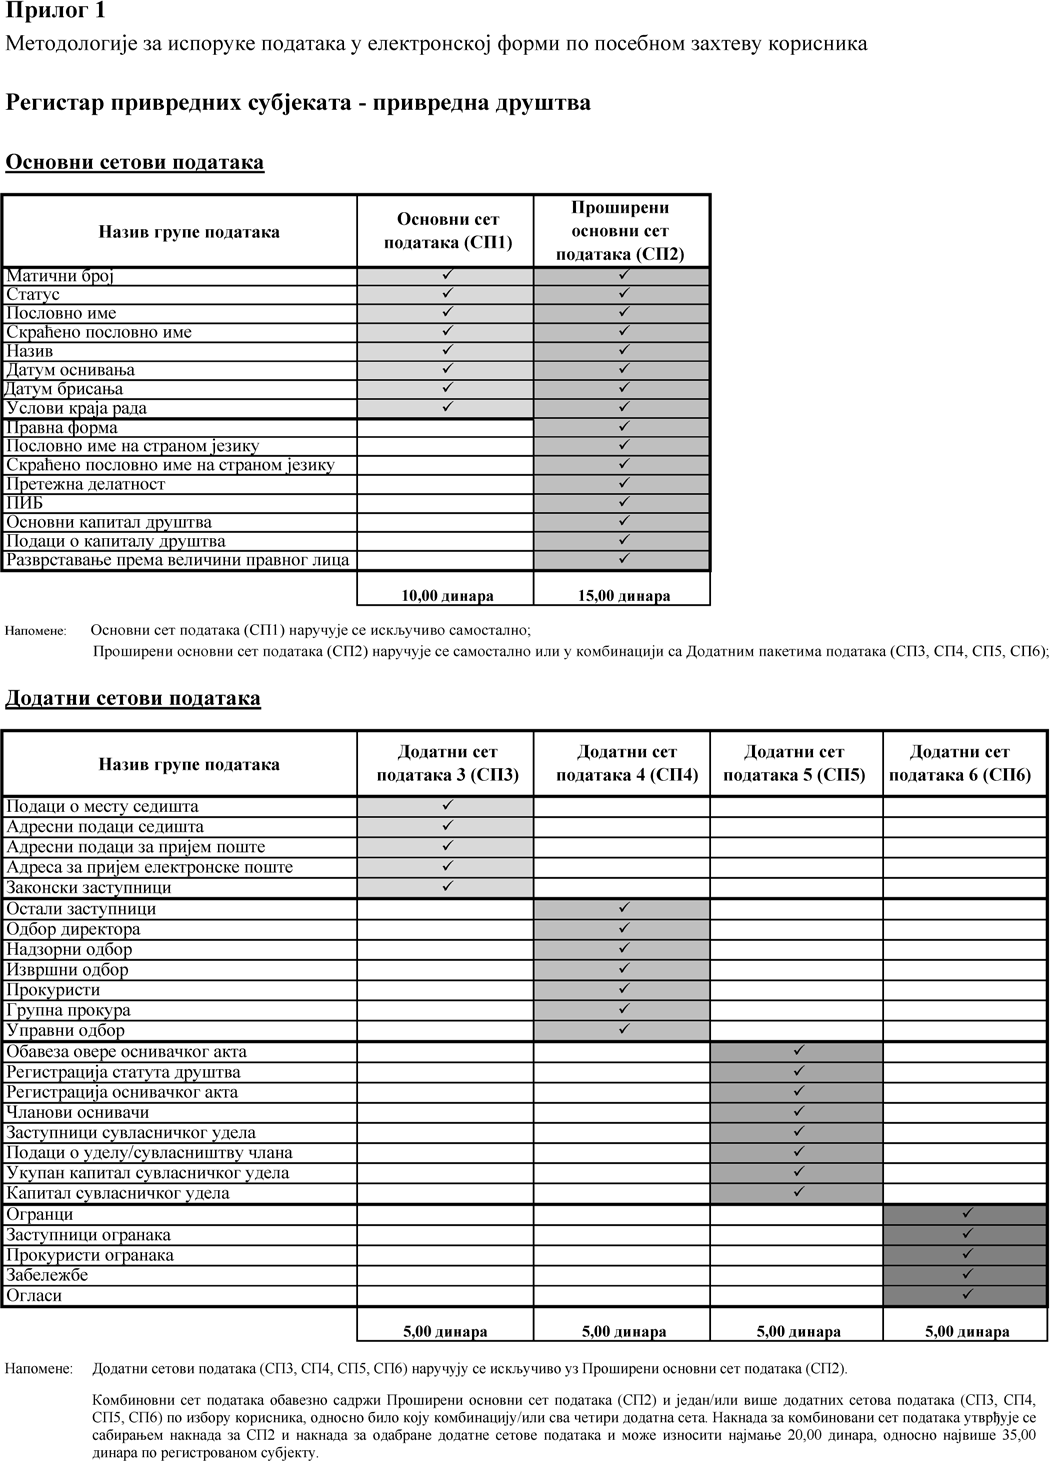 Прилог 1
Методологије за испоруке података у електронској форми по посебном захтеву корисника
Регистар привредних субјеката - привредна друштва
Основни сетови података
Назив групе података
Основни сет
података (СП1)
Проширени
основни сет
података (СП2)
Матични број ✓ ✓
Статус ✓ ✓
Пословно име ✓ ✓
Скраћено пословно име ✓ ✓
Назив ✓ ✓
Датум оснивања ✓ ✓
Датум брисања ✓ ✓
Услови краја рада ✓ ✓
Правна форма ✓
Пословно име на страном језику ✓
Скраћено пословно име на страном језику ✓
Претежна делатност ✓
ПИБ ✓
Основни капитал друштва ✓
Подаци о капиталу друштва ✓
Разврставање према величини правног лица ✓
10,00 динара 15,00 динара
Напомене: Основни сет података (СП1) наручује се искључиво самостално;
Проширени основни сет података (СП2) наручује се самостално или у комбинацији са Додатним пакетима података (СП3, СП4, СП5, СП6);
Додатни сетови података
Назив групе података
Додатни сет
података 3 (СП3)
Додатни сет
података 4 (СП4)
Додатни сет
података 5 (СП5)
Додатни сет
података 6 (СП6)
Подаци о месту седишта ✓
Адресни подаци седишта ✓
Адресни подаци за пријем поште ✓
Адреса за пријем електронске поште ✓
Законски заступници ✓
Остали заступници ✓
Одбор директора ✓
Надзорни одбор ✓
Извршни одбор ✓
Прокуристи ✓
Групна прокура ✓
Управни одбор ✓
Обавеза овере оснивачког акта ✓
Регистрација статута друштва ✓
Регистрација оснивачког акта ✓
Чланови оснивачи ✓
Заступници сувласничког удела ✓
Подаци о уделу/сувласништву члана ✓
Укупан капитал сувласничког удела ✓
Капитал сувласничког удела ✓
Огранци ✓
Заступници огранака ✓
Прокуристи огранака ✓
Забележбе ✓
Огласи ✓
5,00 динара 5,00 динара 5,00 динара 5,00 динара
Напомене: Додатни сетови података (СП3, СП4, СП5, СП6) наручују се искључиво уз Проширени основни сет података (СП2).
Комбиновни сет података обавезно садржи Проширени основни сет података (СП2) и један/или више додатних сетова података (СП3, СП4,
СП5, СП6) по избору корисника, односно било коју комбинацију/или сва четири додатна сета. Накнада за комбиновани сет података утврђује се
сабирањем накнада за СП2 и накнада за одабране додатне сетове података и може износити најмање 20,00 динара, односно највише 35,00
динара по регистрованом субјекту.